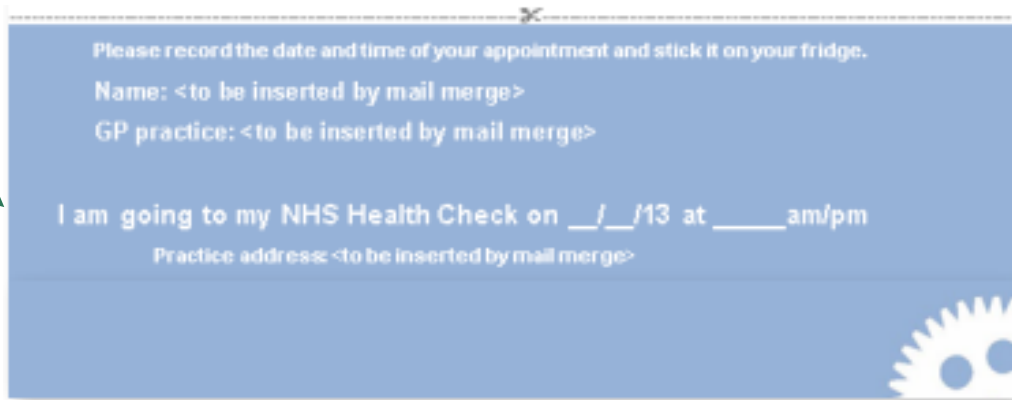 Please record the date and time of your appointment and stick it on your fridge.
Name: <to be inserted by mail merge>
GP practice: <to be inserted by mail merge>
I am going to my NHS Health Check on __/__/13 at _____am/pm
Practice address: <to be inserted by mail merge>